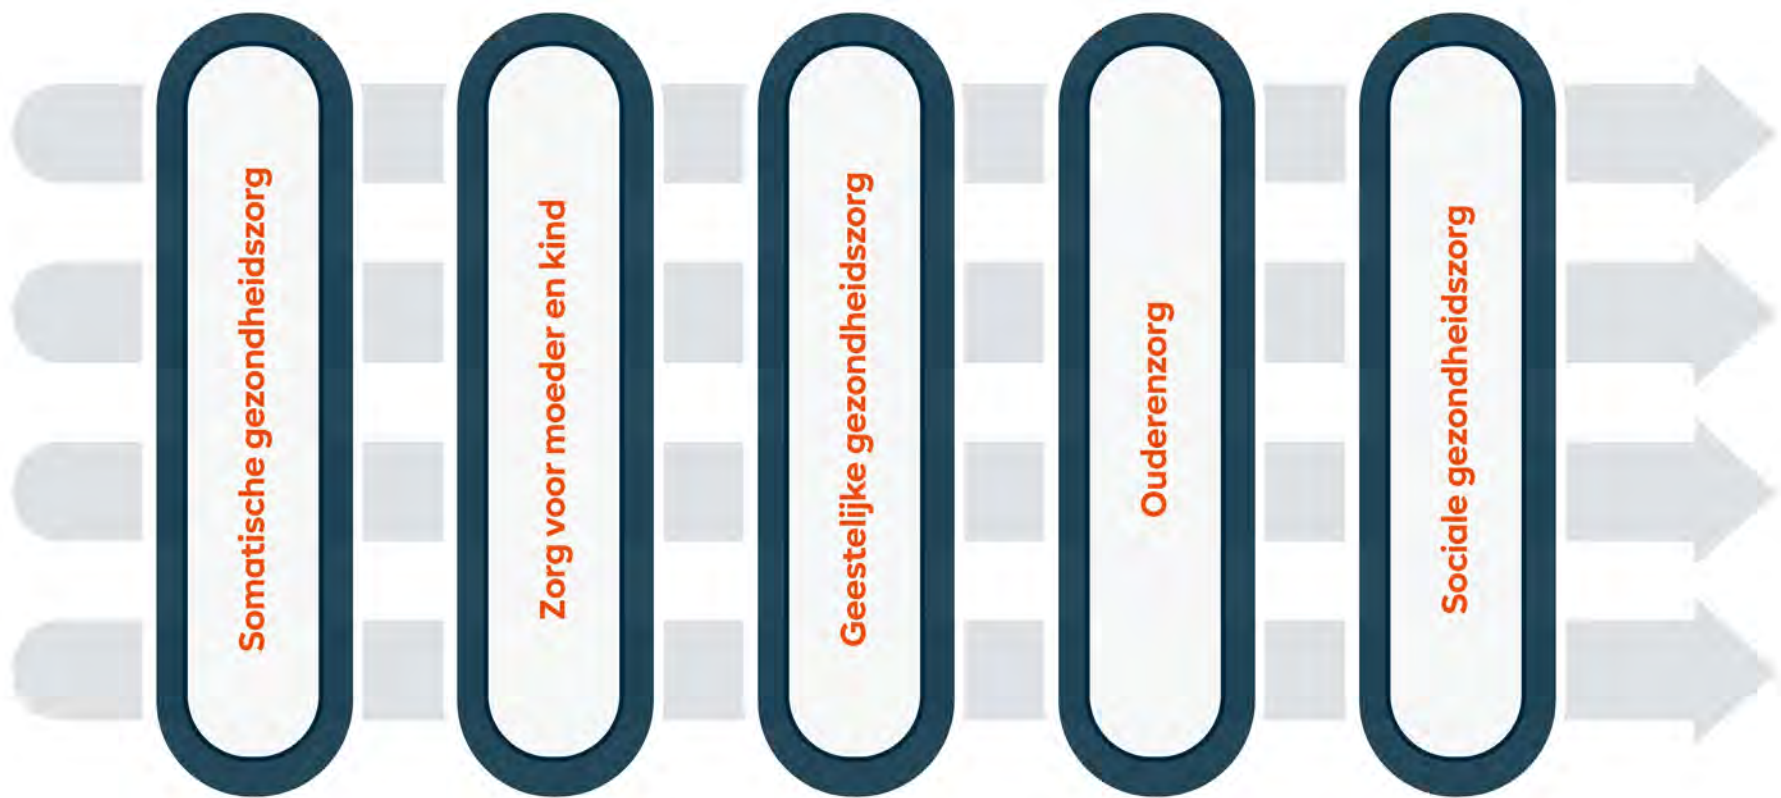 Somatische gezondheidszorg
Zorg voor moeder en kind
Geestelijke gezondheidszorg
Ouderenzorg
Sociale gezondheidszorg